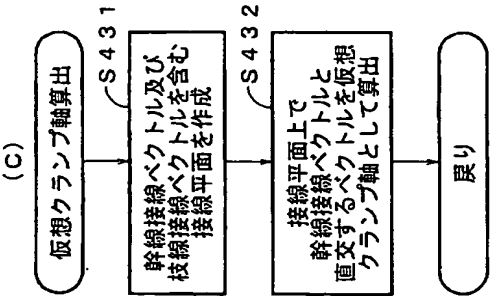 (C)
仮想クランプ軸算出
S431
幹線接線ベクトル及び
枝線接線ベクトルを含む
接線平面を作成
S432
接線平面上で
幹線接線ベクトルと
直交するベクトルを仮想
クランプ軸として算出
戻り